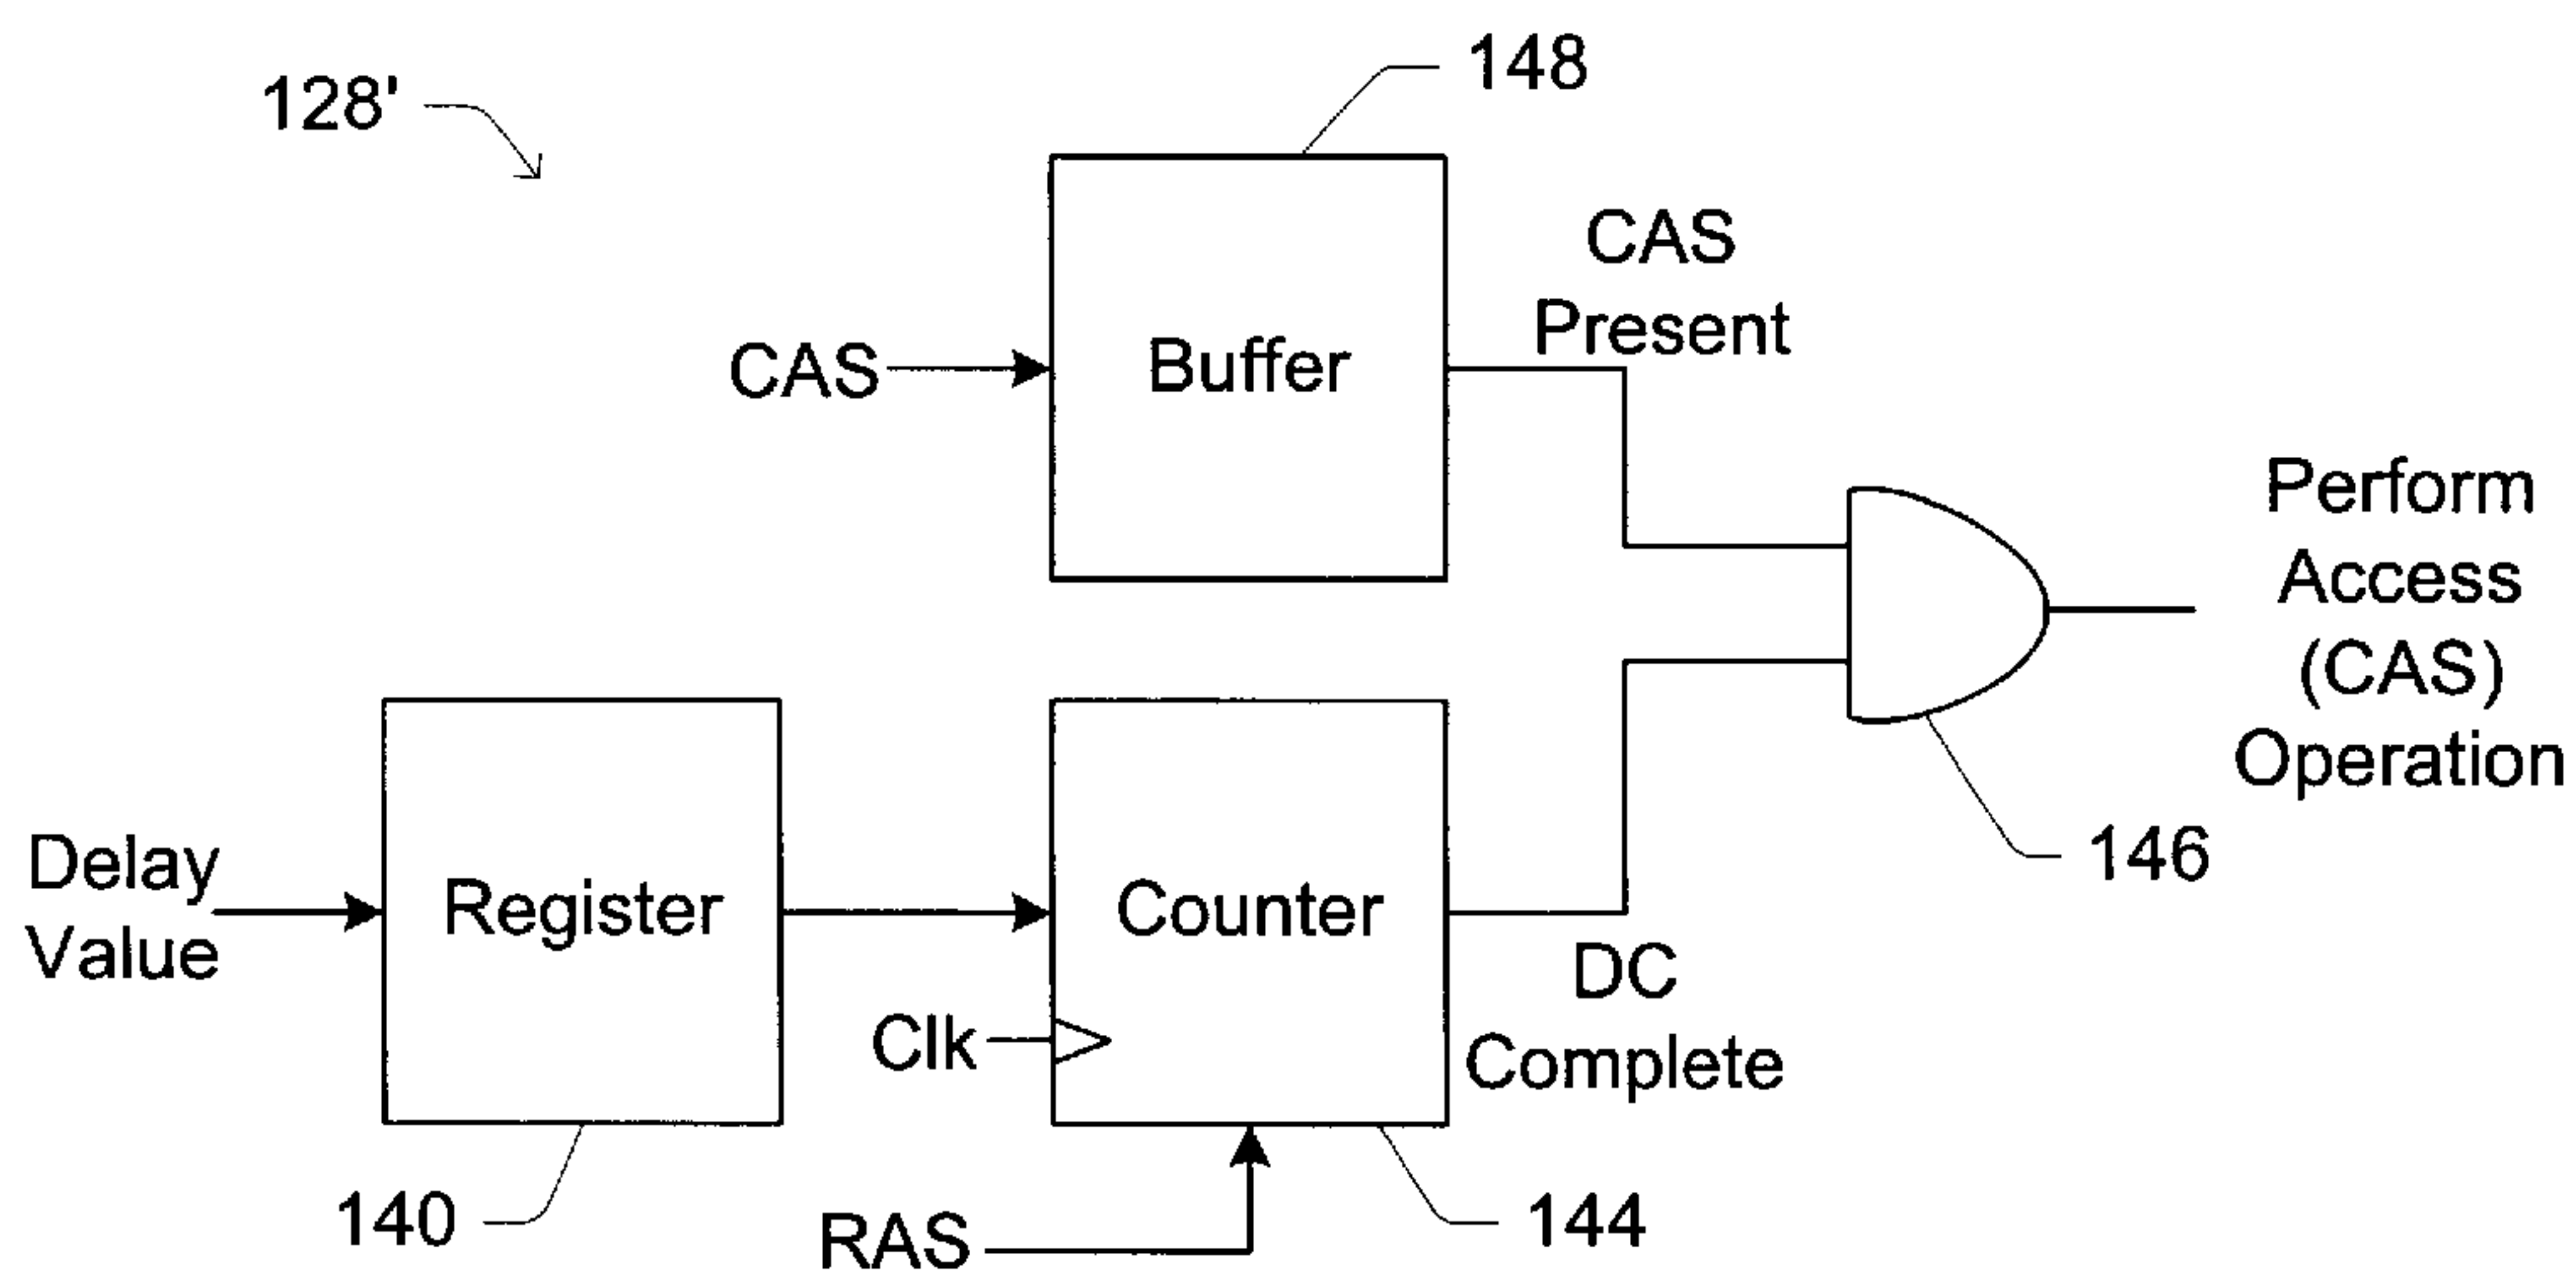 128'
148
CAS
Present
CAS
Buffer
Perform
Access
(CAS)
Operation
146
Delay
Value
Register
Counter
Clk
DC
Complete
140
RAS
144